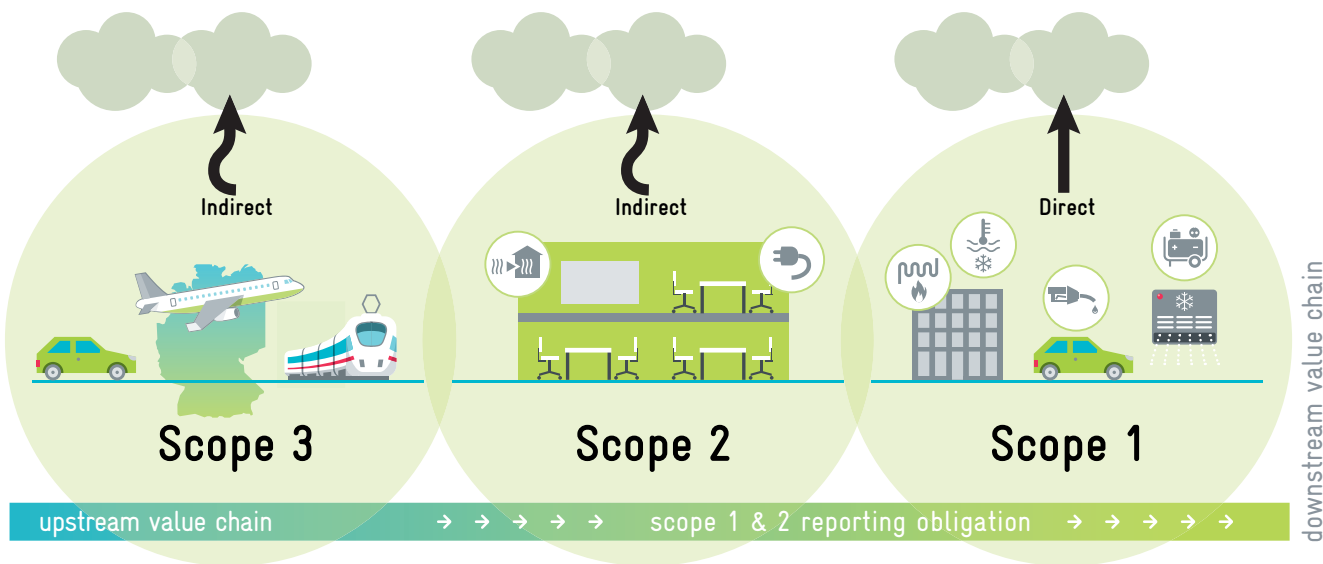 Indirect
Indirect
Direct
Scope 3
Scope 2
Scope 1
upstream value chain
scope 1 & 2 reporting obligation
downstream value chain